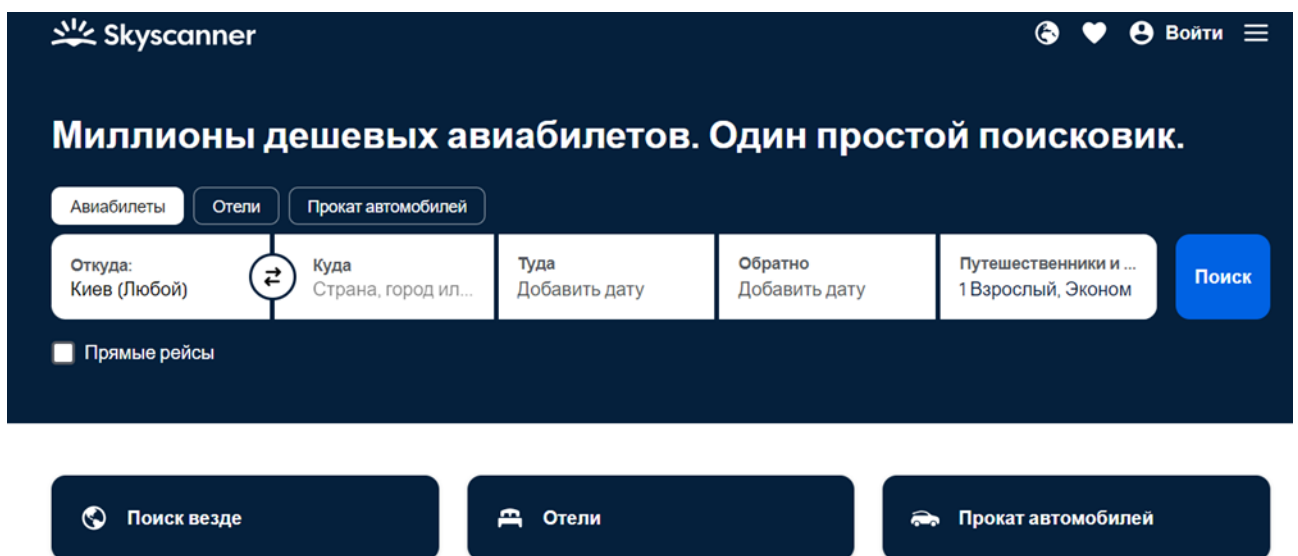 Skyscanner
Войти
Миллионы дешевых авиабилетов. Один простой поисковик.
Авиабилеты
Отели
Прокат автомобилей
Откуда:
Киев (Любой)
Куда
Страна, город ил...
Туда
Добавить дату
Обратно
Добавить дату
Путешественники и ...
1 Взрослый, Эконом
Поиск
Прямые рейсы
Поиск везде
Отели
Прокат автомобилей